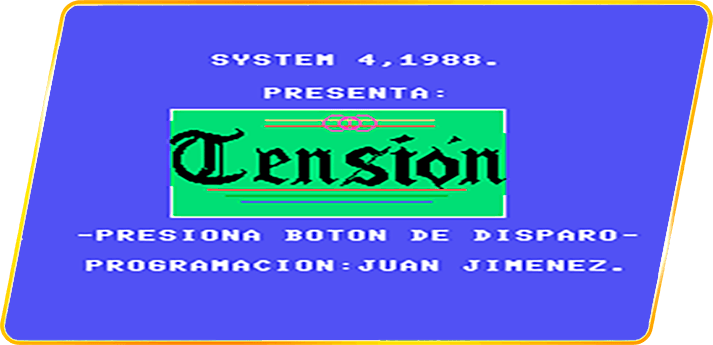 SYSTEM 4,1988.
PRESENTA:
Tensión
-PRESIONA BOTON DE DISPARO-
PROGRAMACION:JUAN JIMENEZ.